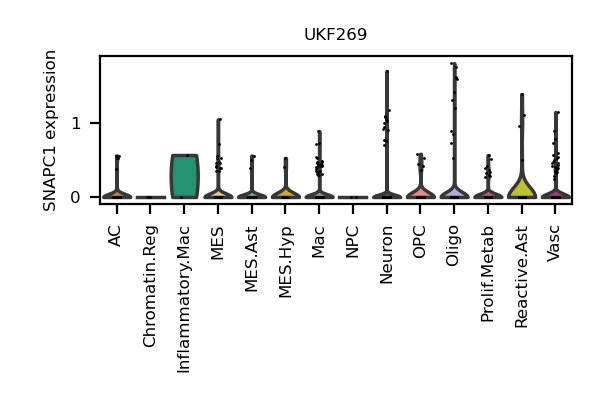 UKF269
SNAPC1 expression
1
0
AC
Chromatin.Reg
Inflammatory.Mac
MES
MES.Ast
MES.Hyp
Mac
NPC
Neuron
OPC
Oligo
Prolif.Metab
Reactive.Ast
Vasc